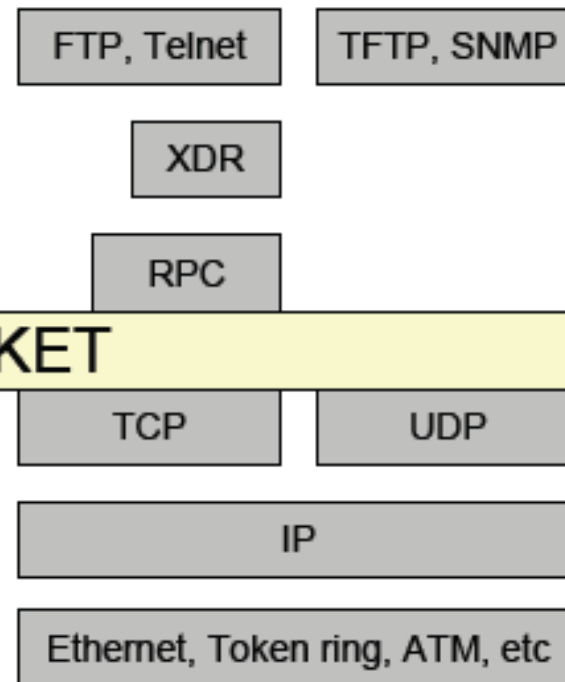 FTP, Telnet
TFTP, SNMP
XDR
RPC
KET
TCP
UDP
IP
Ethernet, Token ring, ATM, etc